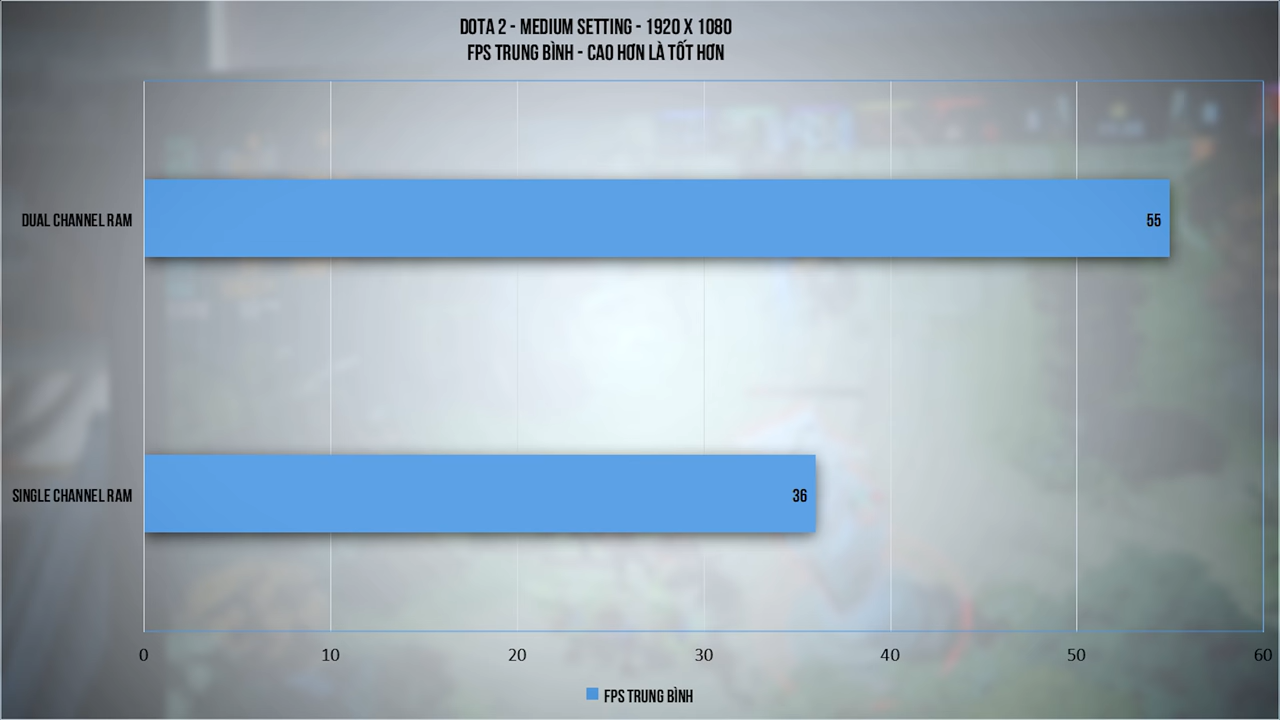 DOTA 2 - MEDIUM SETTING - 1920 X 1080
FPS TRUNG BÌNH - CAO HƠN LÀ TỐT HƠN
DUAL CHANNEL RAM
55
SINGLE CHANNEL RAM
36
0 10 20 30 40 50 60
FPS TRUNG BÌNH